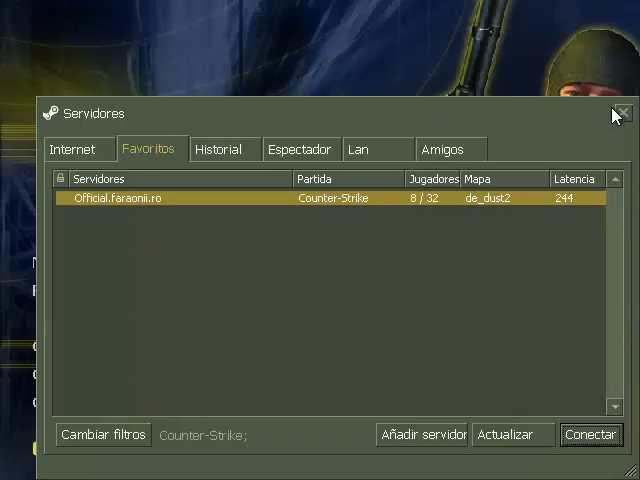 Servidores
Internet Favoritos Historial Espectador Lan Amigos
Servidores Partida Jugadores Mapa Latencia
Official.faraonii.ro Counter-Strike 8 / 32 de_dust2 244
Cambiar filtros Counter-Strike; Añadir servidor Actualizar Conectar